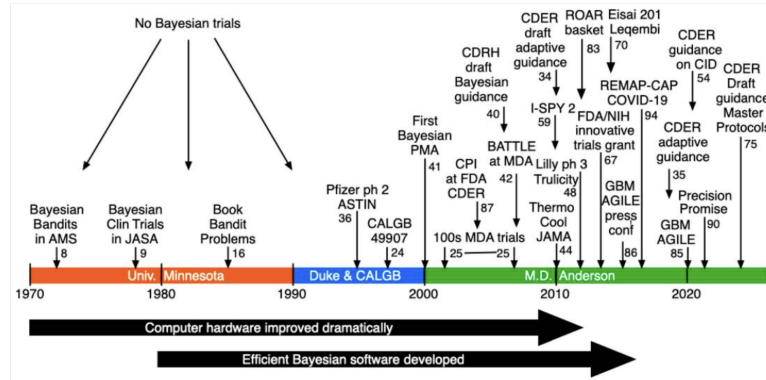 No Bayesian trials
Bayesian
Bandits
in AMS
8
Bayesian
Clin Trials
in JASA
9
Book
Bandit
Problems
16
Pfizer ph 2
ASTIN
36
CALGB
49907
24
First
Bayesian
PMA
41
CDRH
draft
Bayesian
guidance
40
CPI
at FDA
CDER
87
100s MDA trials
25
25
BATTLE
at MDA
42
CDER
draft
adaptive
guidance
34
I-SPY 2
59
Lilly ph 3
Trulicity
48
Thermo
Cool
JAMA
44
ROAR
basket
83
Eisai 201
Leqembi
70
FDA/NIH
innovative
trials grant
67
REMAP-CAP
COVID-19
94
GBM
AGILE
press
conf
86
CDER
guidance
on CID
54
CDER
adaptive
guidance
35
GBM
AGILE
85
Precision
Promise
90
CDER
Draft
guidance
Master
Protocols
75
Univ. Minnesota
Duke & CALGB
M.D. Anderson
1970
1980
1990
2000
2010
2020
Computer hardware improved dramatically
Efficient Bayesian software developed